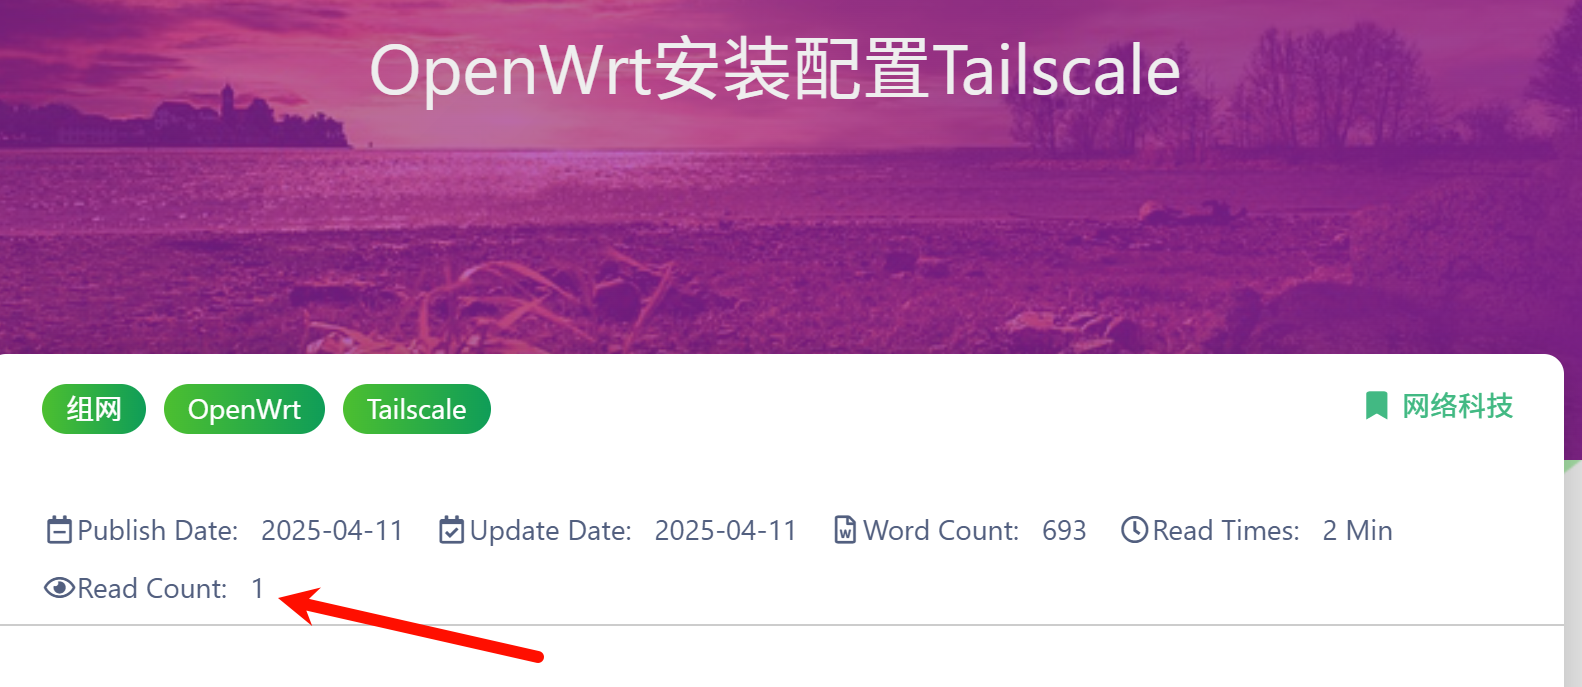 OpenWrt安装配置Tailscale
组网 OpenWrt Tailscale 网络科技
Publish Date: 2025-04-11 Update Date: 2025-04-11 Word Count: 693 Read Times: 2 Min
Read Count: 1